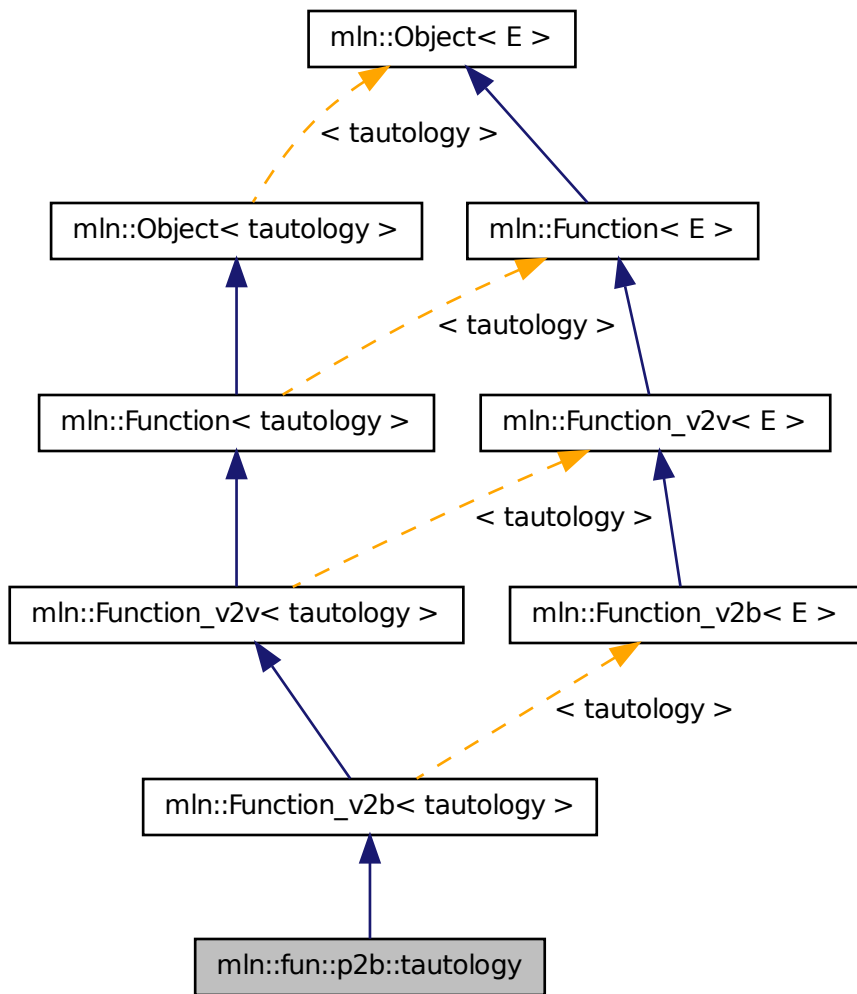 mln::Object< E >
< tautology >
mln::Object< tautology >
mln::Function< E >
< tautology >
mln::Function< tautology >
mln::Function_v2v< E >
< tautology >
mln::Function_v2v< tautology >
mln::Function_v2b< E >
< tautology >
mln::Function_v2b< tautology >
mln::fun::p2b::tautology